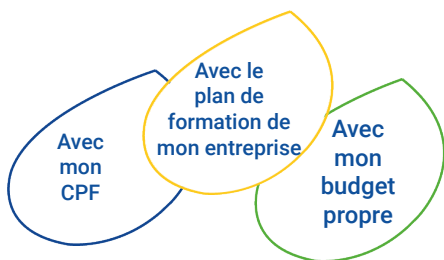 Avec
mon
CPF
Avec le
plan de
formation de
mon entreprise
Avec
mon
budget
propre